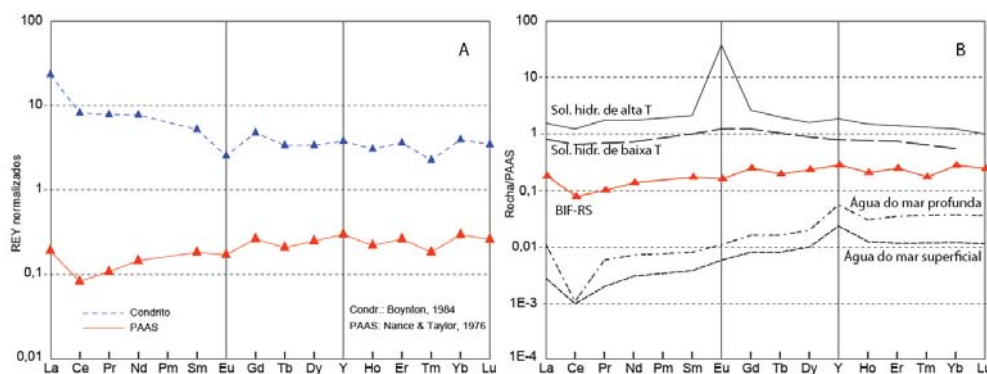 100
10
1
0,1
0,01
REY normalizados
A
Condrito
PAAS
Condr.: Boynton, 1984
PAAS: Nance & Taylor, 1976
La Ce Pr Nd Pm Sm Eu Gd Tb Dy Y Ho Er Tm Yb Lu
100
10
1
0,1
0,01
1E-3
1E-4
Rocha/PAAS
B
Sol. hidr. de alta T
Sol. hidr. de baixa T
BIF-RS
Água do mar profunda
Água do mar superficial
La Ce Pr Nd Pm Sm Eu Gd Tb Dy Y Ho Er Tm Yb Lu